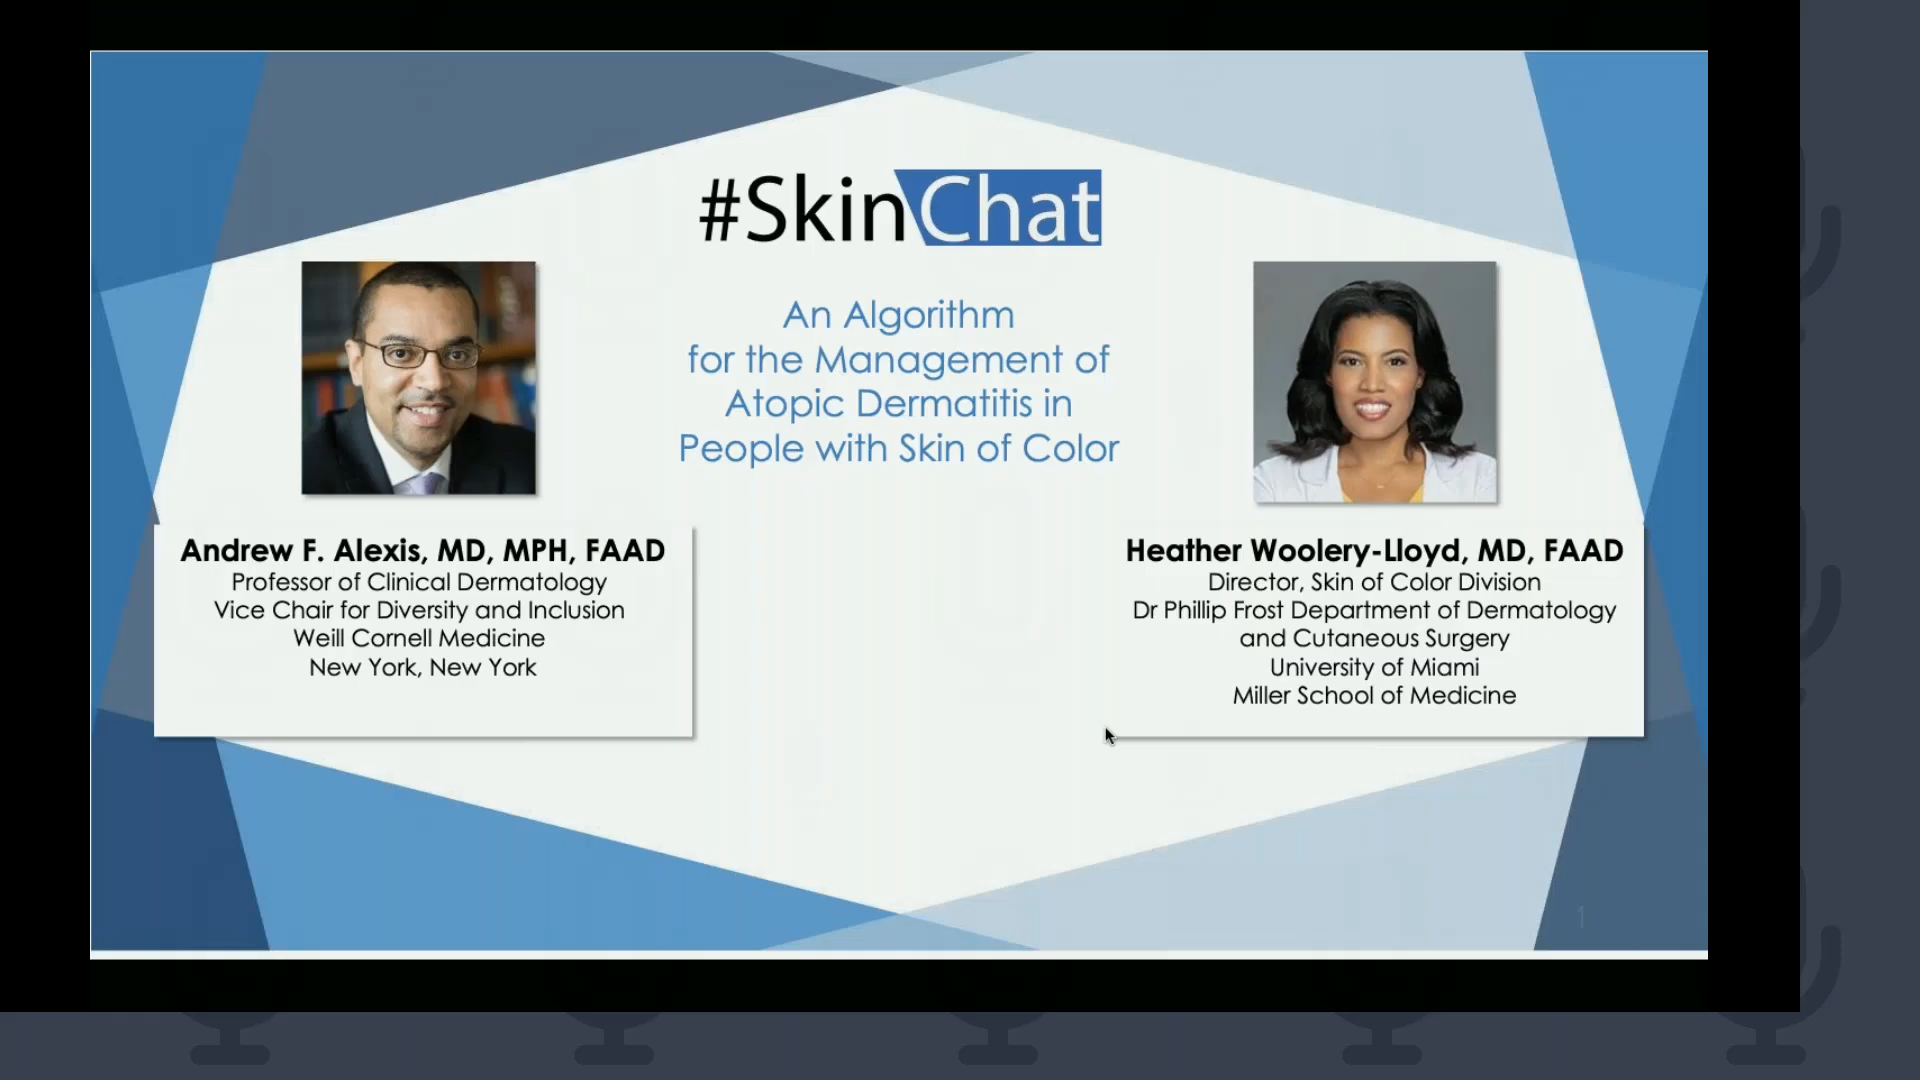 #SkinChat
An Algorithm
for the Management of
Atopic Dermatitis in
People with Skin of Color
Andrew F. Alexis, MD, MPH, FAAD
Professor of Clinical Dermatology
Vice Chair for Diversity and Inclusion
Weill Cornell Medicine
New York, New York
Heather Woolery-Lloyd, MD, FAAD
Director, Skin of Color Division
Dr Phillip Frost Department of Dermatology
and Cutaneous Surgery
University of Miami
Miller School of Medicine
1